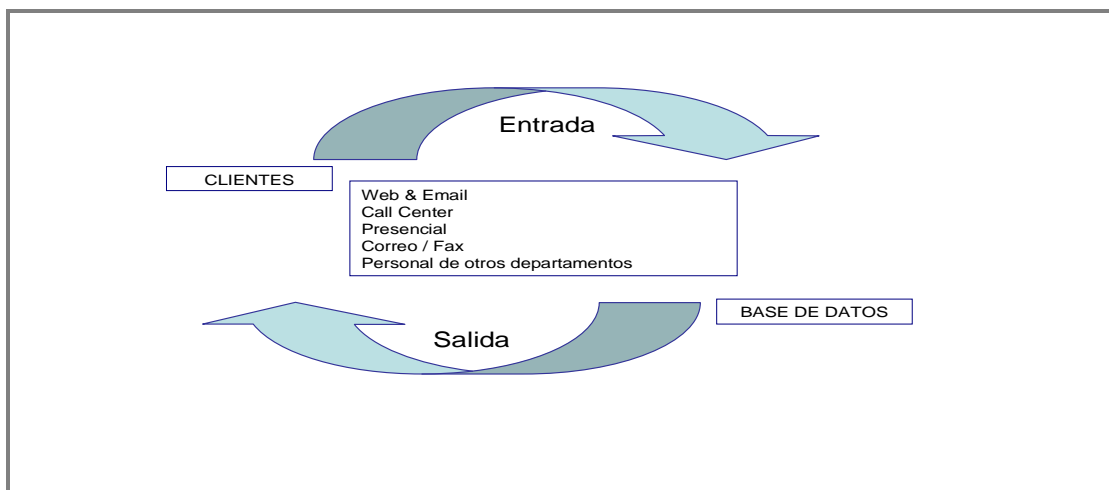 Entrada
CLIENTES
Web & Email
Call Center
Presencial
Correo / Fax
Personal de otros departamentos
BASE DE DATOS
Salida